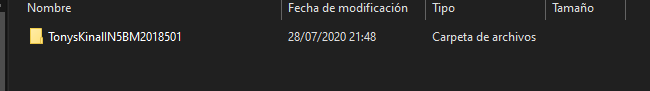 Nombre Fecha de modificación Tipo Tamaño
TonysKinalIN5BM2018501 28/07/2020 21:48 Carpeta de archivos